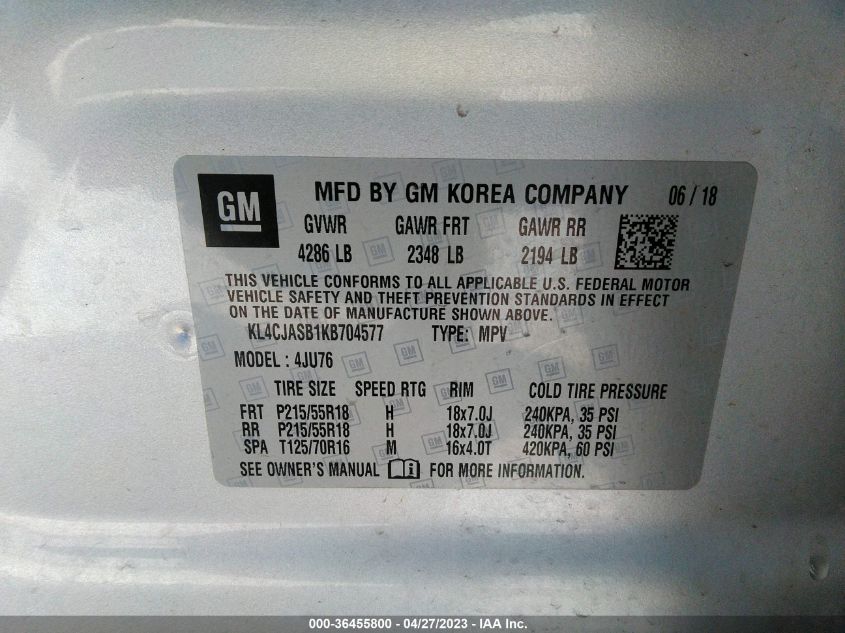 GM MFD BY GM KOREA COMPANY 06 / 18
GVWR GAWR FRT GAWR RR
4286 LB 2348 LB 2194 LB
THIS VEHICLE CONFORMS TO ALL APPLICABLE U.S. FEDERAL MOTOR
VEHICLE SAFETY AND THEFT PREVENTION STANDARDS IN EFFECT
ON THE DATE OF MANUFACTURE SHOWN ABOVE.
KL4CJASB1KB704577 TYPE: MPV
MODEL : 4JU76
TIRE SIZE SPEED RTG RIM COLD TIRE PRESSURE
FRT P215/55R18 H 18x7.0J 240KPA, 35 PSI
RR P215/55R18 H 18x7.0J 240KPA, 35 PSI
SPA T125/70R16 M 16x4.0T 420KPA, 60 PSI
SEE OWNER'S MANUAL i FOR MORE INFORMATION.
000-36455800 - 04/27/2023 - IAA Inc.